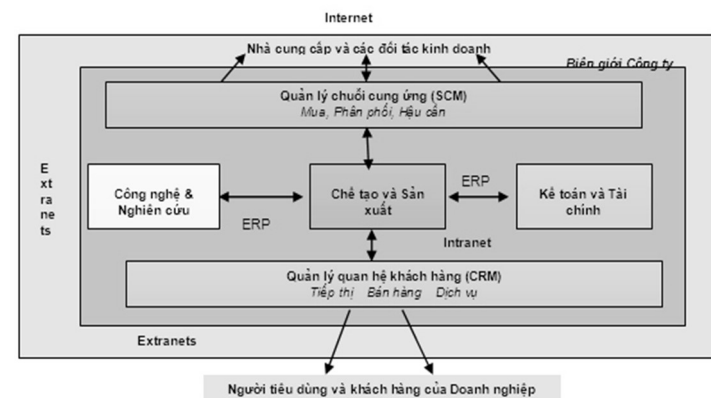 Internet
Nhà cung cấp và các đối tác kinh doanh
Biên giới Công ty
Quản lý chuỗi cung ứng (SCM)
Mua, Phân phối, Hậu cần
E
xt
ra
ne
ts
Công nghệ &
Nghiên cứu
ERP
Chế tạo và Sản
xuất
ERP
Kế toán và Tài
chính
Intranet
Quản lý quan hệ khách hàng (CRM)
Tiếp thị Bán hàng Dịch vụ
Extranets
Người tiêu dùng và khách hàng của Doanh nghiệp